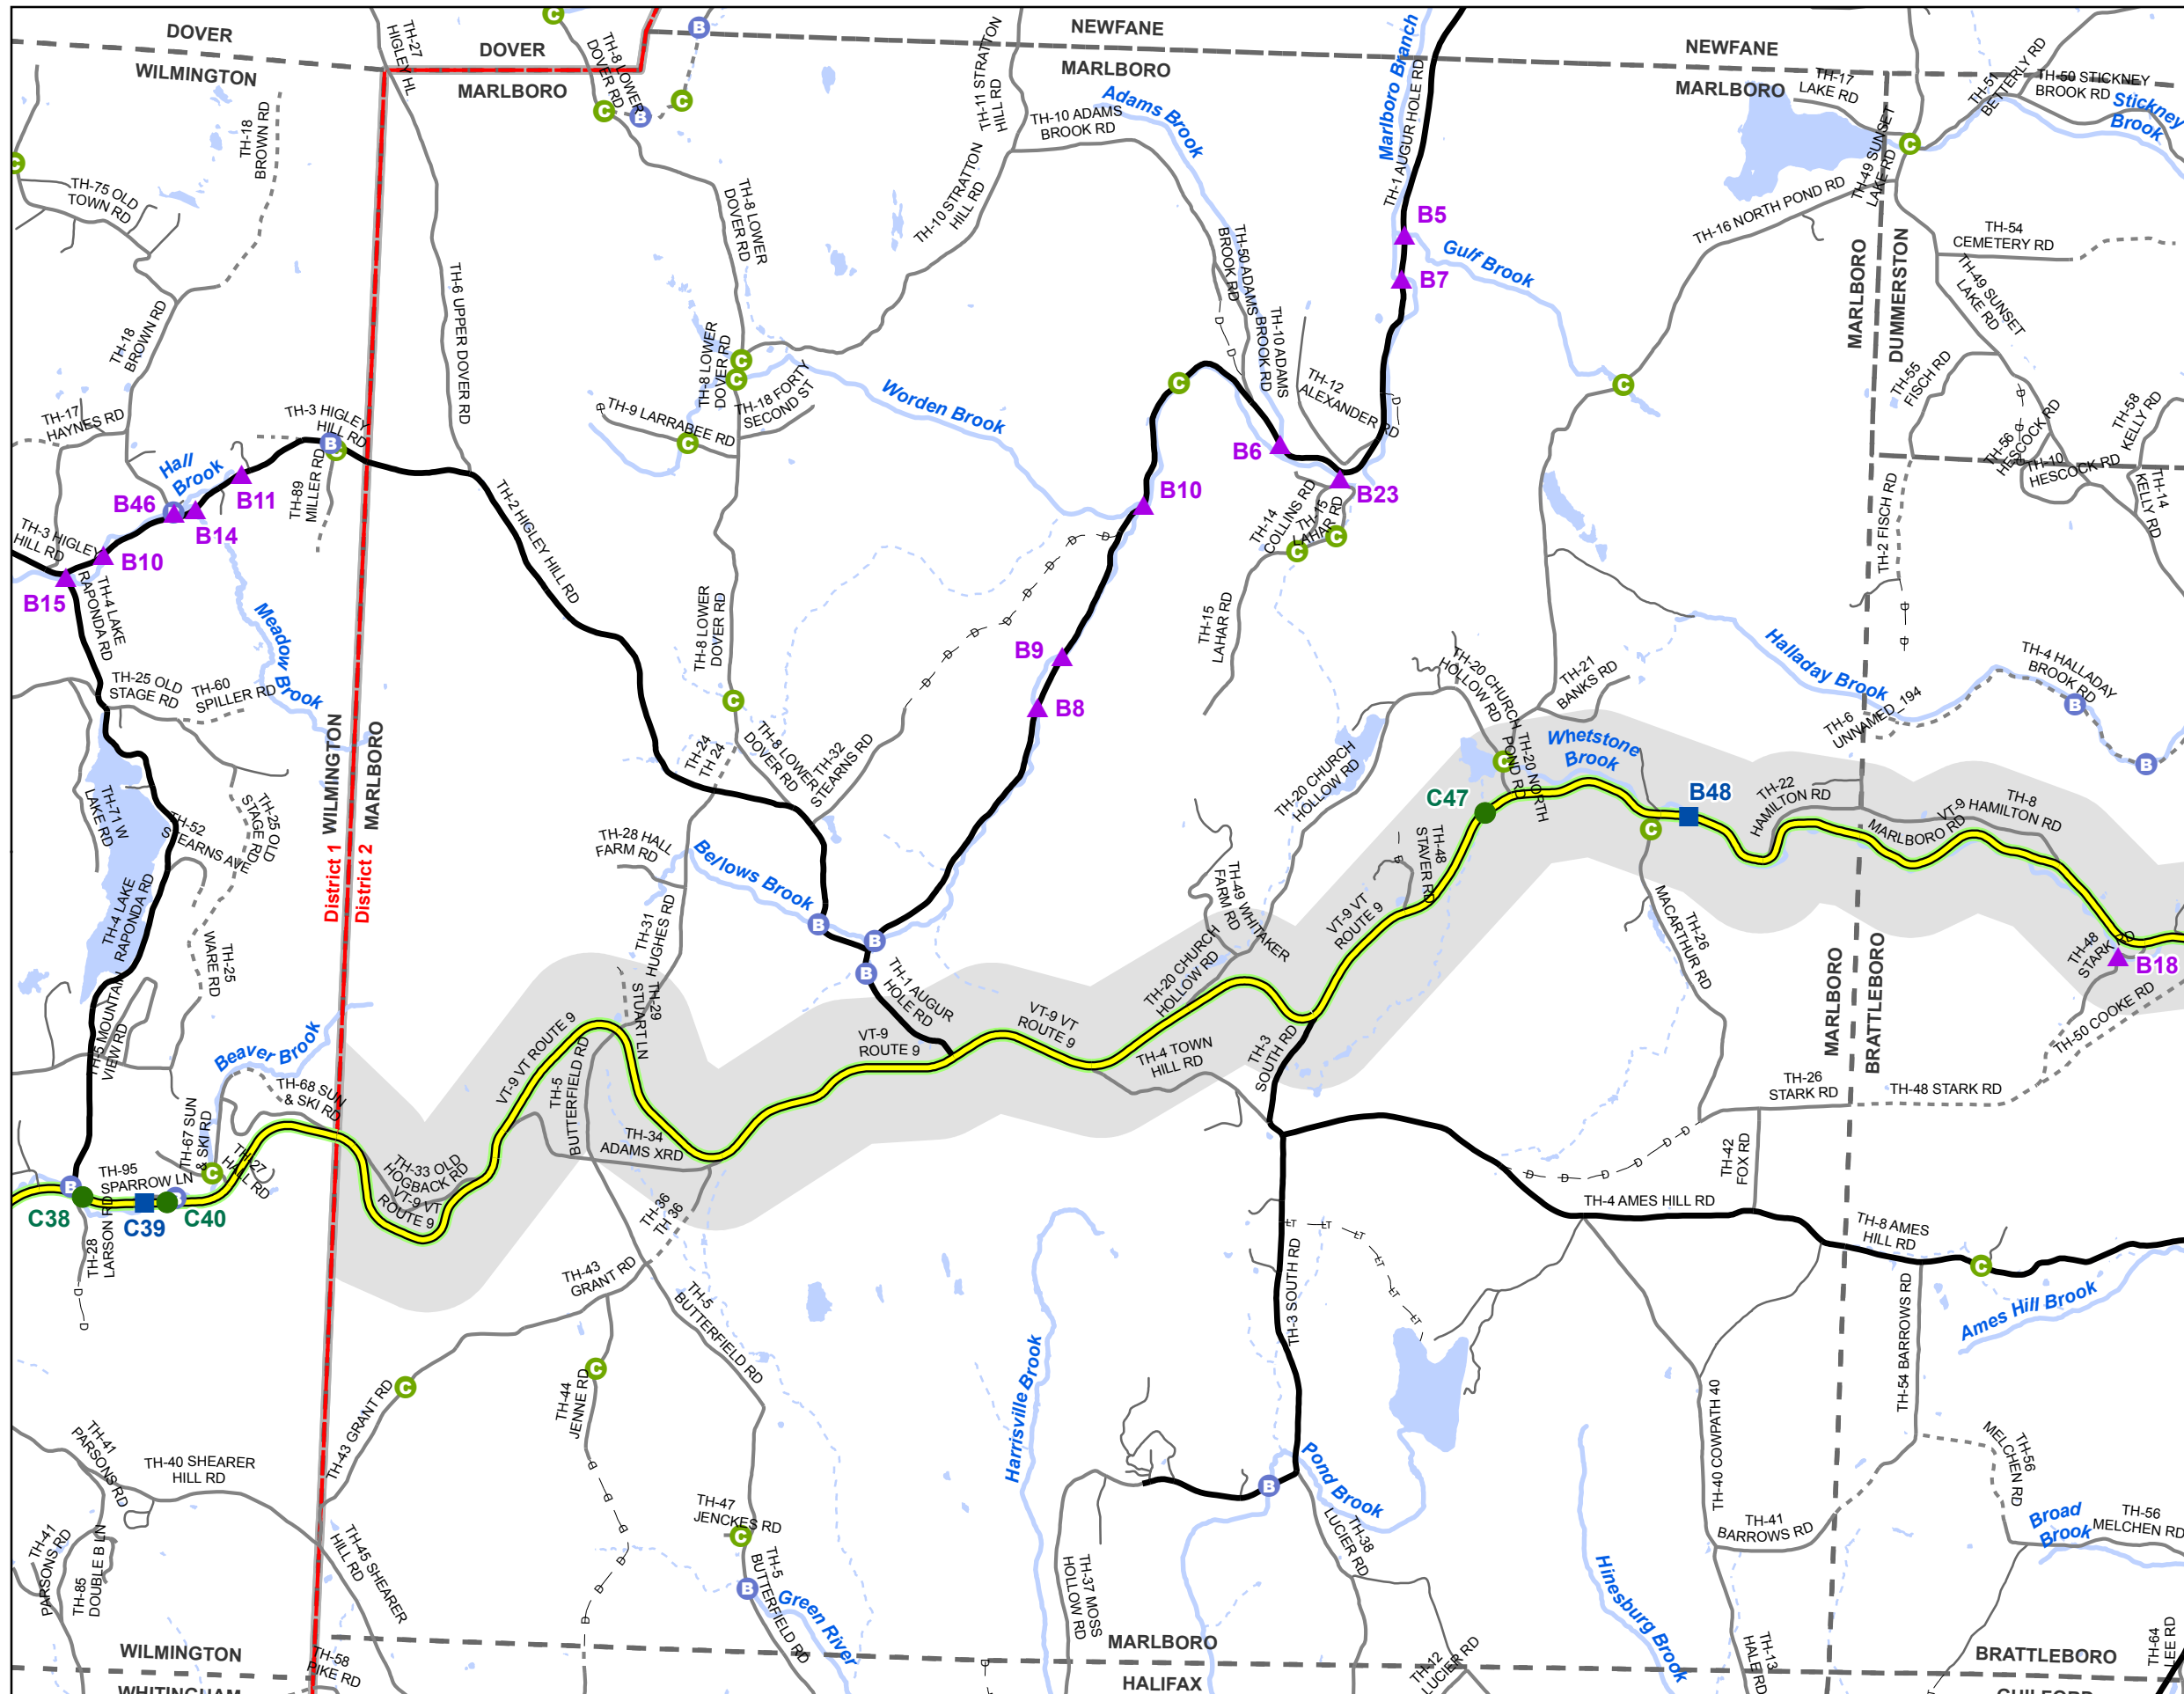 DOVER
WILMINGTON
TH-27
HIGLEY HL
DOVER
MARLBORO
TH-8 LOWER
DOVER RD
C
B
NEWFANE
MARLBORO
TH-11 STRATTON
HILL RD
TH-10 ADAMS
BROOK RD
Adams Brook
Marlboro Branch
TH-1 AUGUR HOLE RD
NEWFANE
MARLBORO
TH-17
LAKE RD
TH-51
BETTERLY RD
TH-50 STICKNEY
BROOK RD
Stickney
Brook
TH-49 SUNSET
LAKE RD
TH-16 NORTH POND RD
TH-54
CEMETERY RD
TH-49 SUNSET
LAKE RD
MARLBORO
DUMMERSTON
TH-18
BROWN RD
TH-75 OLD
TOWN RD
TH-18
BROWN RD
TH-17
HAYNES RD
TH-3 HIGLEY
HILL RD
Hall
Brook
B46
B14
B11
B10
B15
TH-89
MILLER RD
TH-3 HIGLEY
HILL RD
TH-4 LAKE
RAPONDA RD
Meadow Brook
TH-25 OLD
STAGE RD
TH-60
SPILLER RD
TH-6 UPPER DOVER RD
TH-2 HIGLEY HILL RD
TH-8 LOWER
DOVER RD
TH-10 STRATTON
HILL RD
TH-8 LOWER
DOVER RD
TH-9 LARRABEE RD
TH-18 FORTY
SECOND ST
Worden Brook
TH-50 ADAMS
BROOK RD
TH-10 ADAMS
BROOK RD
TH-12
ALEXANDER RD
B5
B7
Gulf Brook
B6
B23
B10
B9
B8
TH-14
COLLINS RD
TH-15
LAHAR RD
TH-15
LAHAR RD
TH-55
FISCH RD
TH-56
HESCOCK RD
TH-10
HESCOCK RD
TH-58
KELLY RD
TH-14
KELLY RD
TH-2 FISCH RD
Halladay Brook
TH-4 HALLADAY
BROOK RD
TH-6
UNNAMED_194
TH-8 LOWER
DOVER RD
TH-24
TH 24
TH-8 LOWER
DOVER RD
TH-32
STEARNS RD
TH-20 CHURCH
HOLLOW RD
TH-21
BANKS RD
TH-20 CHURCH
HOLLOW RD
TH-20 NORTH
POND RD
Whetstone
Brook
C47
B48
TH-22
HAMILTON RD
VT-9
MARLBORO RD
TH-8
HAMILTON RD
WILMINGTON
MARLBORO
District 1
District 2
TH-71 W
LAKE RD
TH-52
STEARNS AVE
TH-25 OLD
STAGE RD
TH-4 LAKE
RAPONDA RD
TH-25
WARE RD
TH-5 MOUNTAIN
VIEW RD
Beaver Brook
TH-68 SUN
& SKI RD
TH-67 SUN
& SKI RD
TH-27
HALL RD
TH-95
SPARROW LN
C38
C39
C40
TH-28
LARSON RD
TH-28 HALL
FARM RD
Berlows Brook
TH-31
HUGHES RD
TH-29
STUART LN
TH-1 AUGUR
HOLE RD
VT-9
ROUTE 9
VT-9 VT
ROUTE 9
TH-49 WHITAKER
FARM RD
TH-20 CHURCH
HOLLOW RD
TH-4 TOWN
HILL RD
TH-3
SOUTH RD
VT-9 VT
ROUTE 9
TH-48
STAVER RD
TH-26
MACARTHUR RD
MARLBORO
BRATTLEBORO
TH-48
STARK RD
B18
TH-50 COOKE RD
TH-26
STARK RD
TH-48 STARK RD
VT-9 VT ROUTE 9
TH-5
BUTTERFIELD RD
TH-34
ADAMS XRD
TH-33 OLD
HOGBACK RD
VT-9 VT
ROUTE 9
TH-36
TH 36
TH-43
GRANT RD
TH-5
BUTTERFIELD RD
TH-42
FOX RD
TH-4 AMES HILL RD
TH-8 AMES
HILL RD
Ames Hill Brook
TH-54 BARROWS RD
TH-3 SOUTH RD
Harrisville Brook
TH-43 GRANT RD
TH-44
JENNE RD
TH-41
PARSONS RD
TH-40 SHEARER
HILL RD
TH-41
PARSONS RD
TH-85
DOUBLE B LN
TH-45 SHEARER
HILL RD
TH-47
JENCKES RD
TH-5
BUTTERFIELD RD
Green River
Pond Brook
TH-38
LUCIER RD
TH-37 MOSS
HOLLOW RD
TH-40 COWPATH 40
TH-41
BARROWS RD
TH-56
MELCHEN RD
Broad
Brook
TH-56
MELCHEN RD
Hinesburg Brook
TH-13
HALE RD
TH-12
LUCIER RD
TH-64
LEE RD
WILMINGTON
WHITINGHAM
TH-58
PIKE RD
MARLBORO
HALIFAX
BRATTLEBORO
GUILFORD